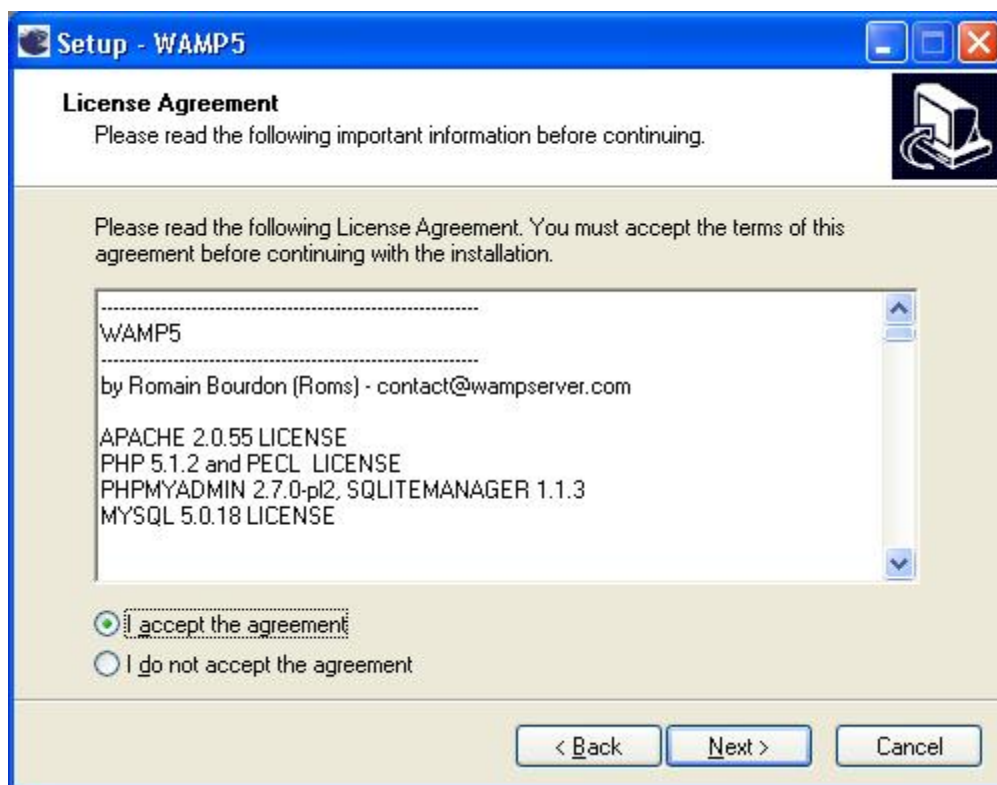 Setup - WAMP5
License Agreement
Please read the following important information before continuing.
Please read the following License Agreement. You must accept the terms of this
agreement before continuing with the installation.
------------------------------------------------------------
WAMP5
------------------------------------------------------------
by Romain Bourdon (Roms) - contact@wampserver.com
APACHE 2.0.55 LICENSE
PHP 5.1.2 and PECL  LICENSE
PHPMYADMIN 2.7.0-pl2, SQLITEMANAGER 1.1.3
MYSQL 5.0.18 LICENSE
I accept the agreement
I do not accept the agreement
< Back
Next >
Cancel